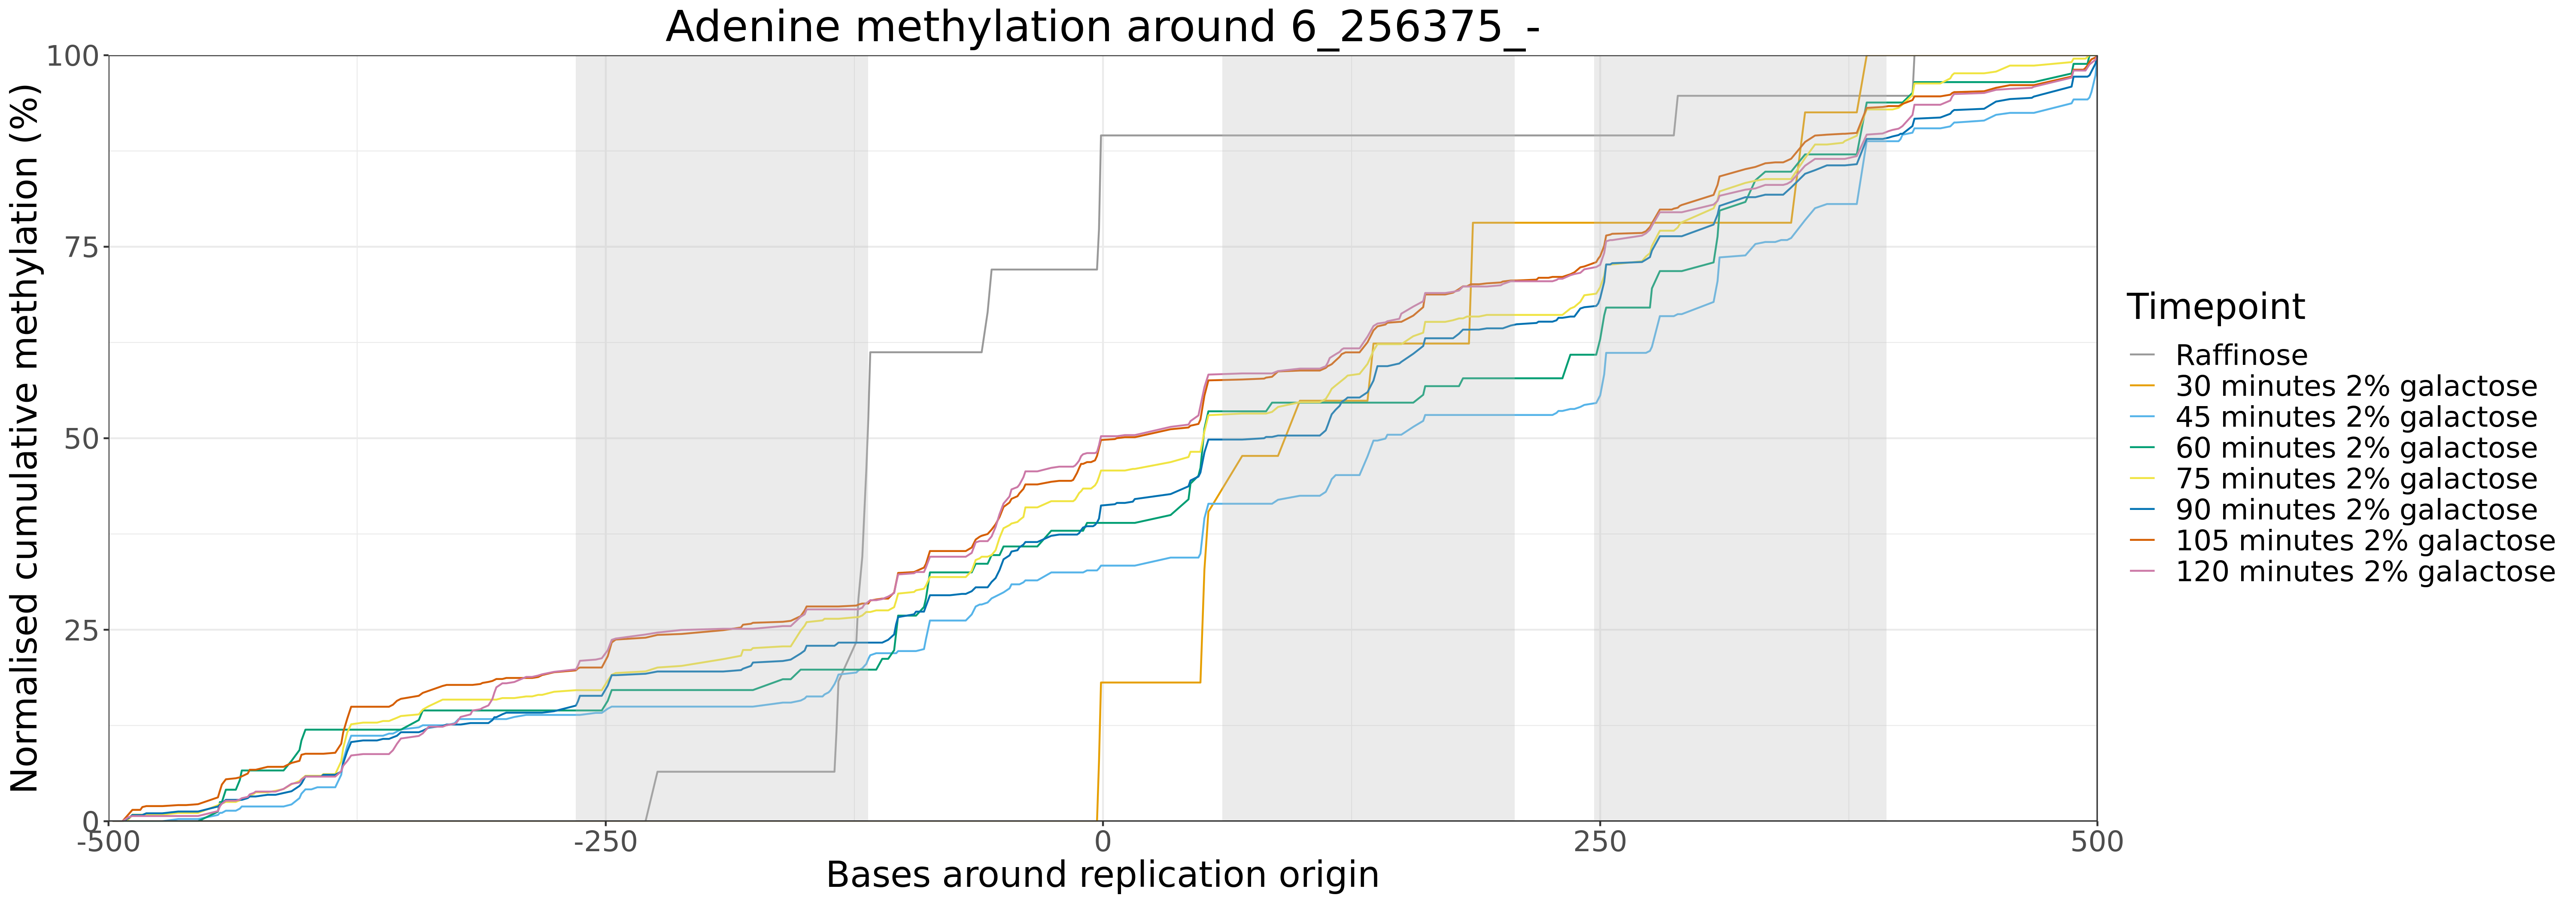 Adenine methylation around 6_256375_-
Normalised cumulative methylation (%)
100
75
50
25
0
-500
-250
0
250
500
Bases around replication origin
Timepoint
Raffinose
30 minutes 2% galactose
45 minutes 2% galactose
60 minutes 2% galactose
75 minutes 2% galactose
90 minutes 2% galactose
105 minutes 2% galactose
120 minutes 2% galactose